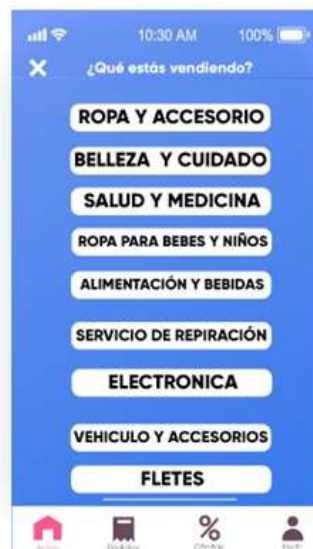 10:30 AM 100%
¿Qué estás vendiendo?
ROPA Y ACCESORIO
BELLEZA Y CUIDADO
SALUD Y MEDICINA
ROPA PARA BEBES Y NIÑOS
ALIMENTACIÓN Y BEBIDAS
SERVICIO DE REPIRACIÓN
ELECTRONICA
VEHICULO Y ACCESORIOS
FLETES